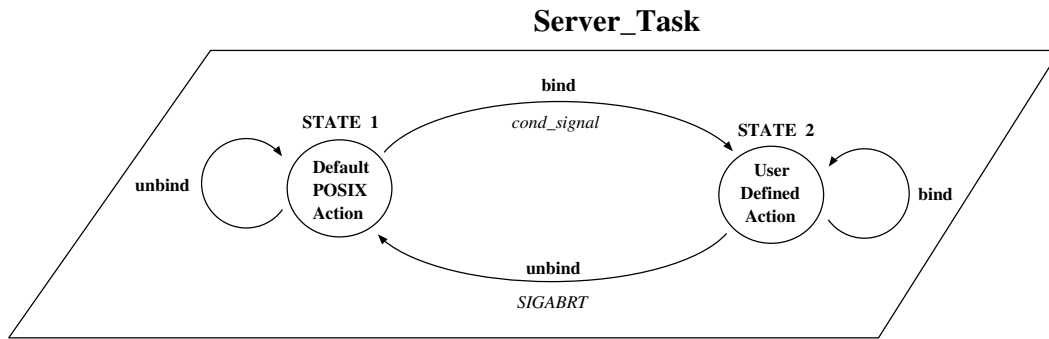 Server_Task
bind
cond_signal
STATE 1
Default
POSIX
Action
unbind
STATE 2
User
Defined
Action
bind
unbind
SIGABRT